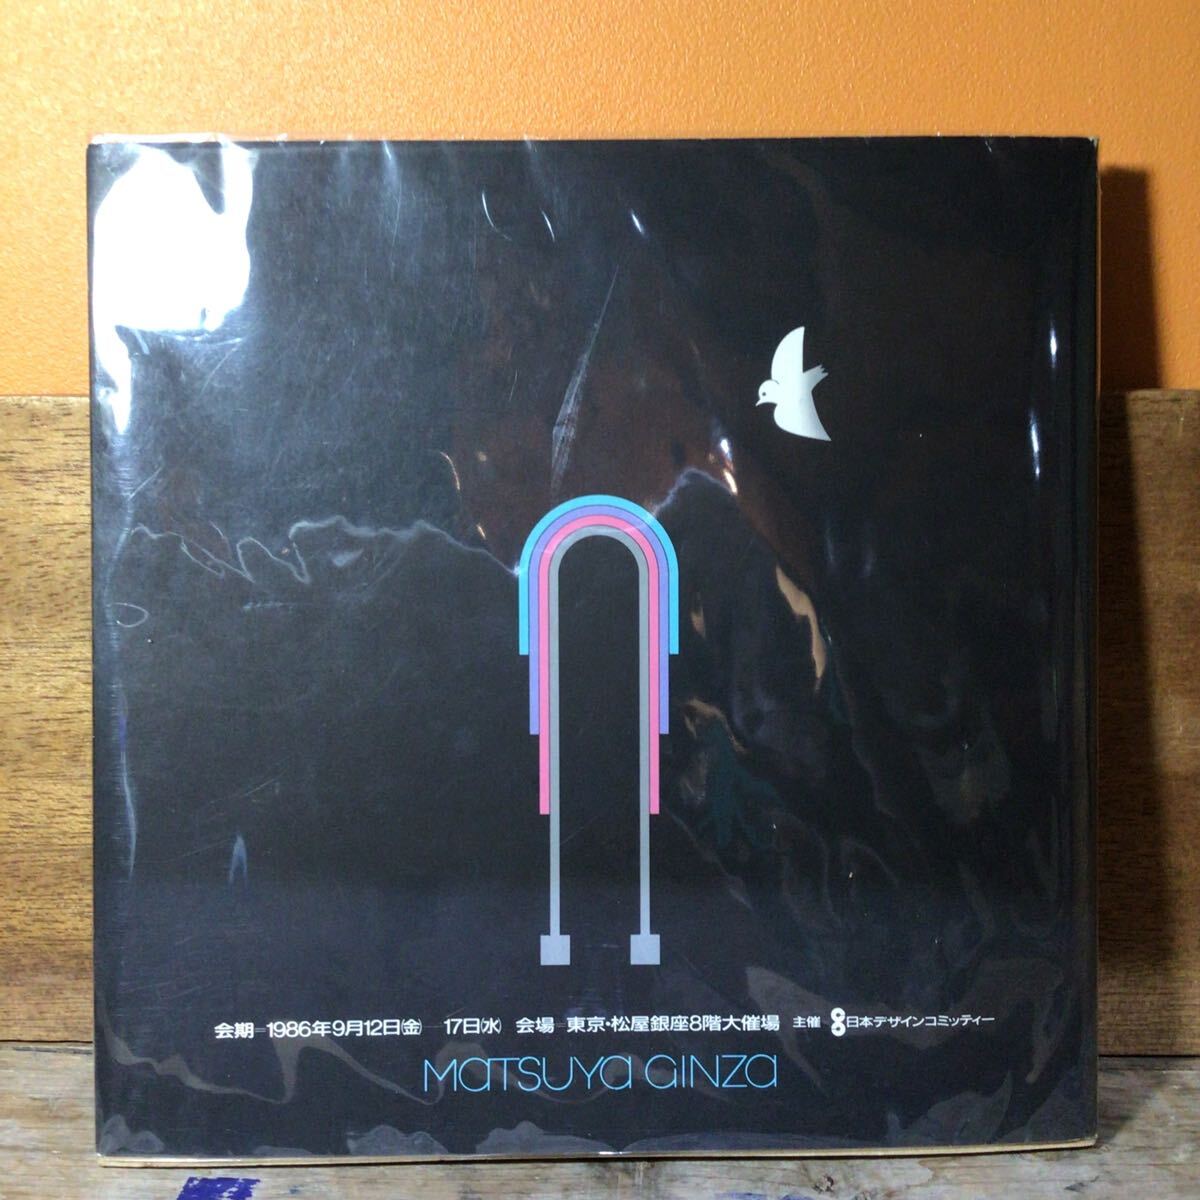 会期=1986年9月12日(金)—17日(水) 会場=東京・松屋銀座8階大催場 主催=日本デザインコミッティー
MATSUYA GINZA